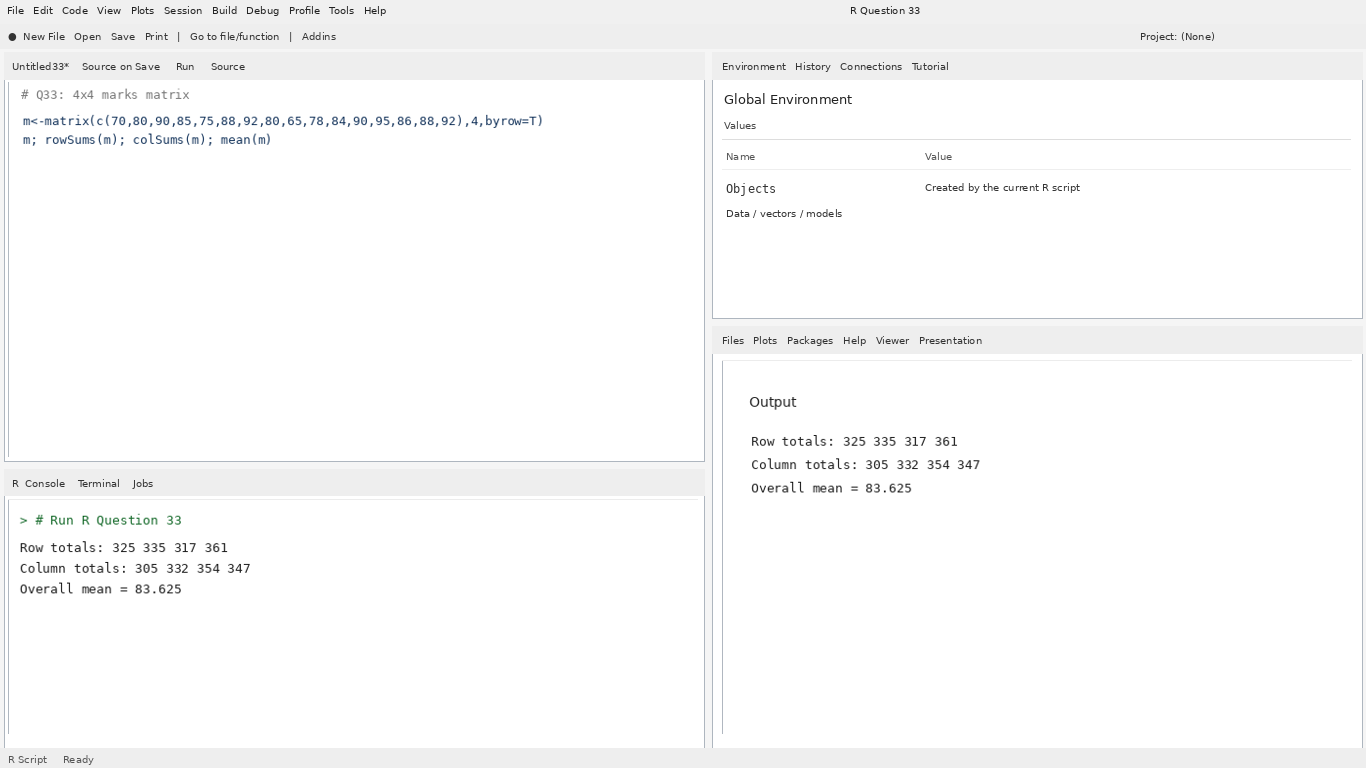 File Edit Code View Plots Session Build Debug Profile Tools Help
R Question 33
● New File Open Save Print | Go to file/function | Addins
Project: (None)
Untitled33* Source on Save Run Source
# Q33: 4x4 marks matrix
m<-matrix(c(70,80,90,85,75,88,92,80,65,78,84,90,95,86,88,92),4,byrow=T)
m; rowSums(m); colSums(m); mean(m)
R Console Terminal Jobs
> # Run R Question 33
Row totals: 325 335 317 361
Column totals: 305 332 354 347
Overall mean = 83.625
Environment History Connections Tutorial
Global Environment
Values
Name Value
Objects Created by the current R script
Data / vectors / models
Files Plots Packages Help Viewer Presentation
Output
Row totals: 325 335 317 361
Column totals: 305 332 354 347
Overall mean = 83.625
R Script Ready